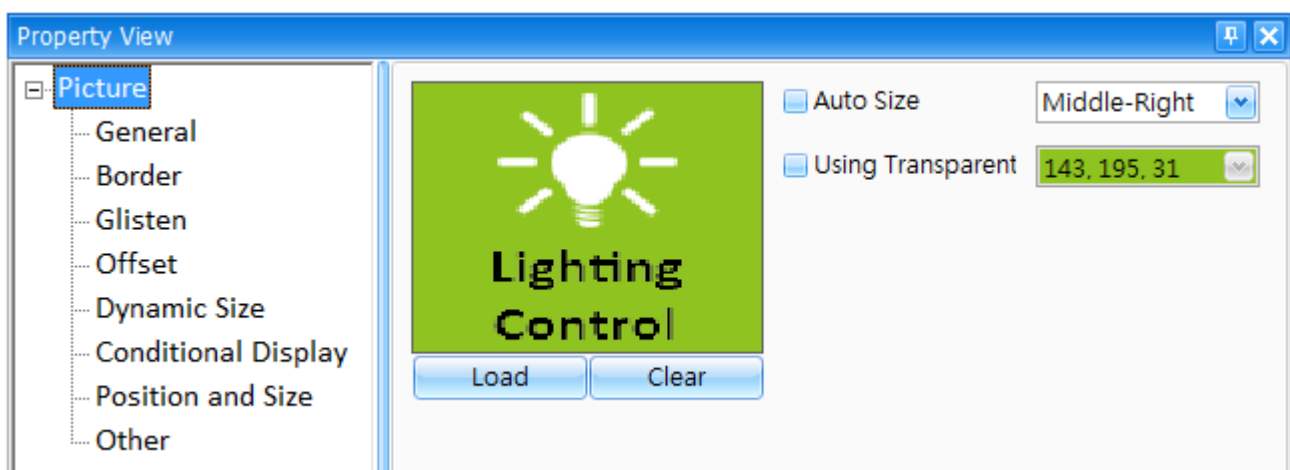 Property View
Picture
General
Border
Glisten
Offset
Dynamic Size
Conditional Display
Position and Size
Other
Lighting
Control
Load Clear
Auto Size Middle-Right
Using Transparent 143, 195, 31